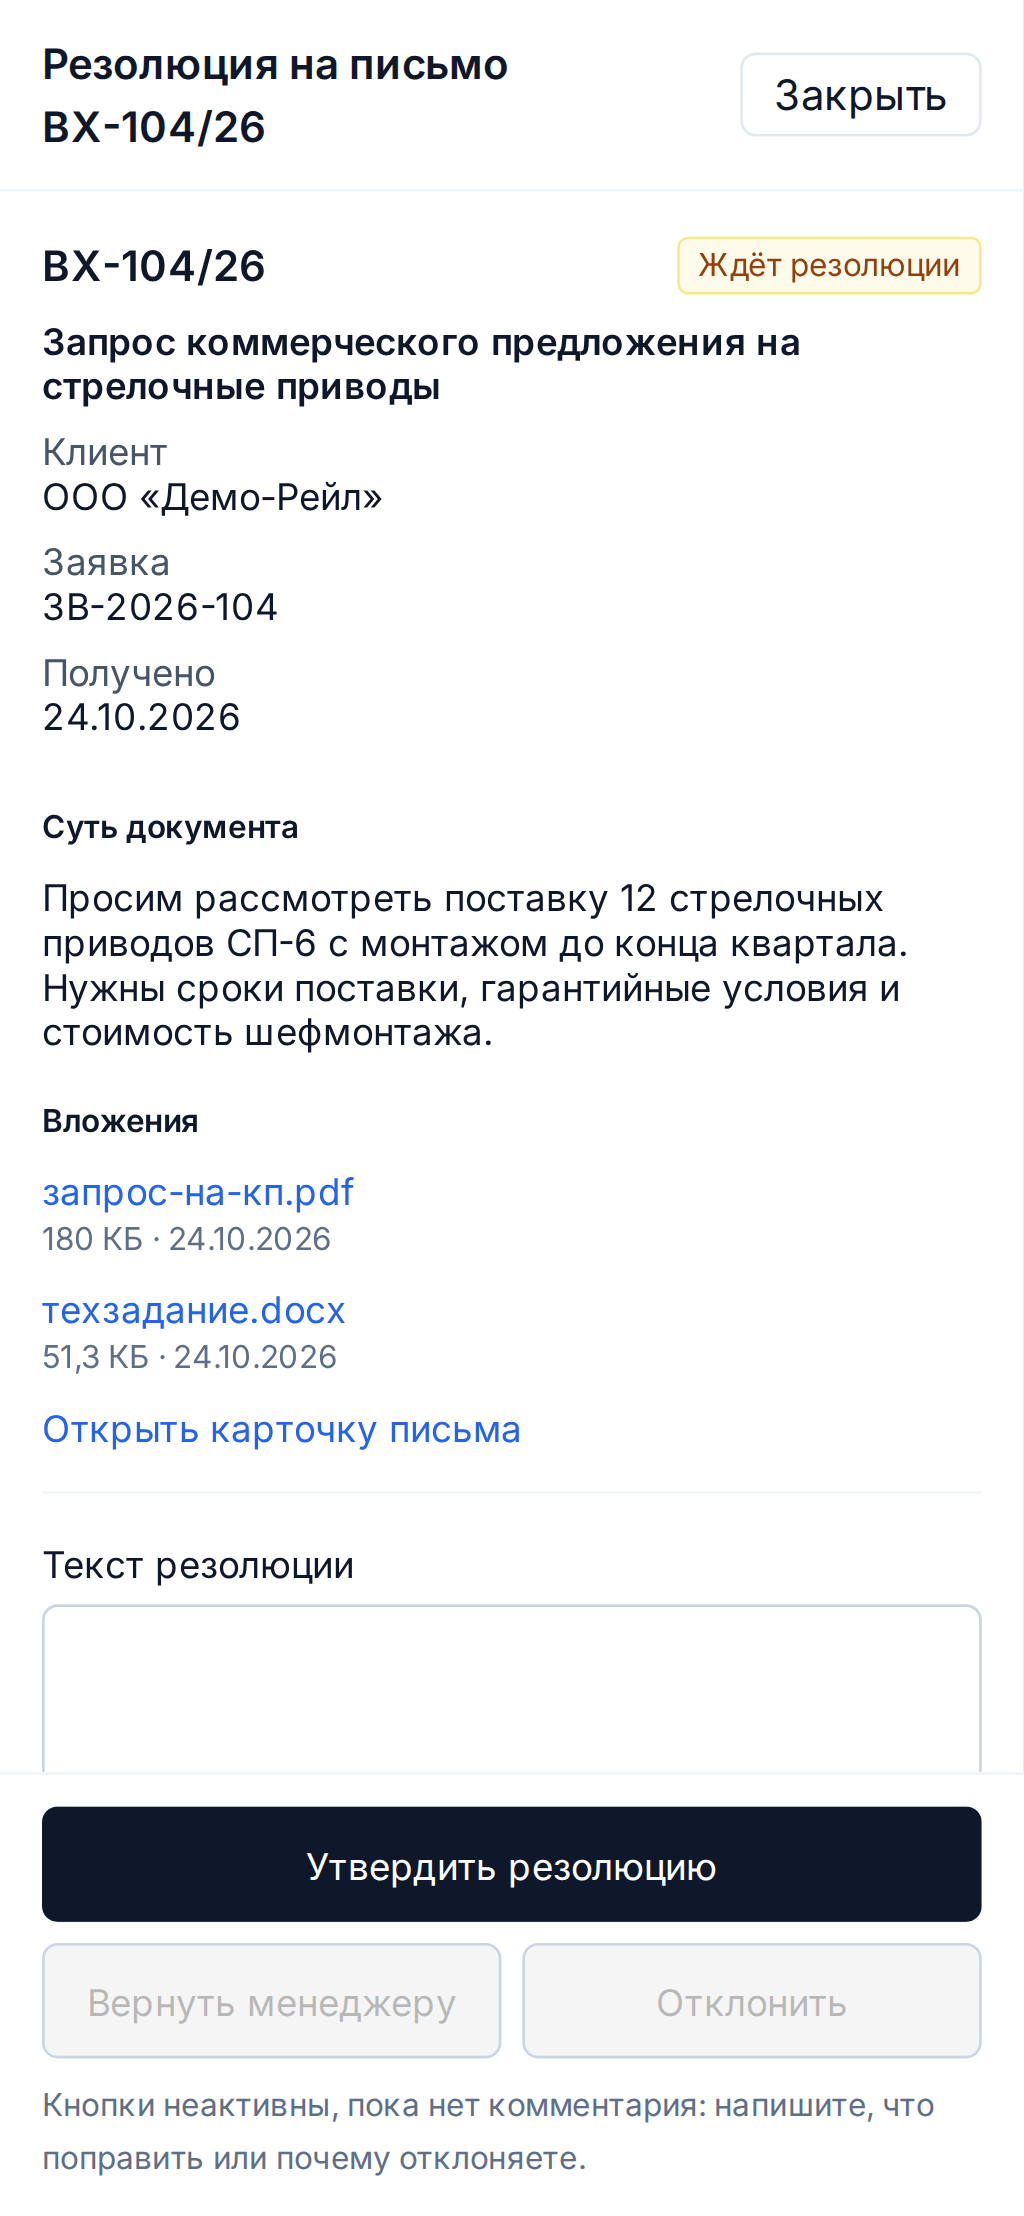 Резолюция на письмо
ВХ-104/26
Закрыть
ВХ-104/26
Ждёт резолюции
Запрос коммерческого предложения на
стрелочные приводы
Клиент
ООО «Демо-Рейл»
Заявка
ЗВ-2026-104
Получено
24.10.2026
Суть документа
Просим рассмотреть поставку 12 стрелочных
приводов СП-6 с монтажом до конца квартала.
Нужны сроки поставки, гарантийные условия и
стоимость шефмонтажа.
Вложения
запрос-на-кп.pdf
180 КБ · 24.10.2026
техзадание.docx
51,3 КБ · 24.10.2026
Открыть карточку письма
Текст резолюции
Утвердить резолюцию
Вернуть менеджеру
Отклонить
Кнопки неактивны, пока нет комментария: напишите, что
поправить или почему отклоняете.